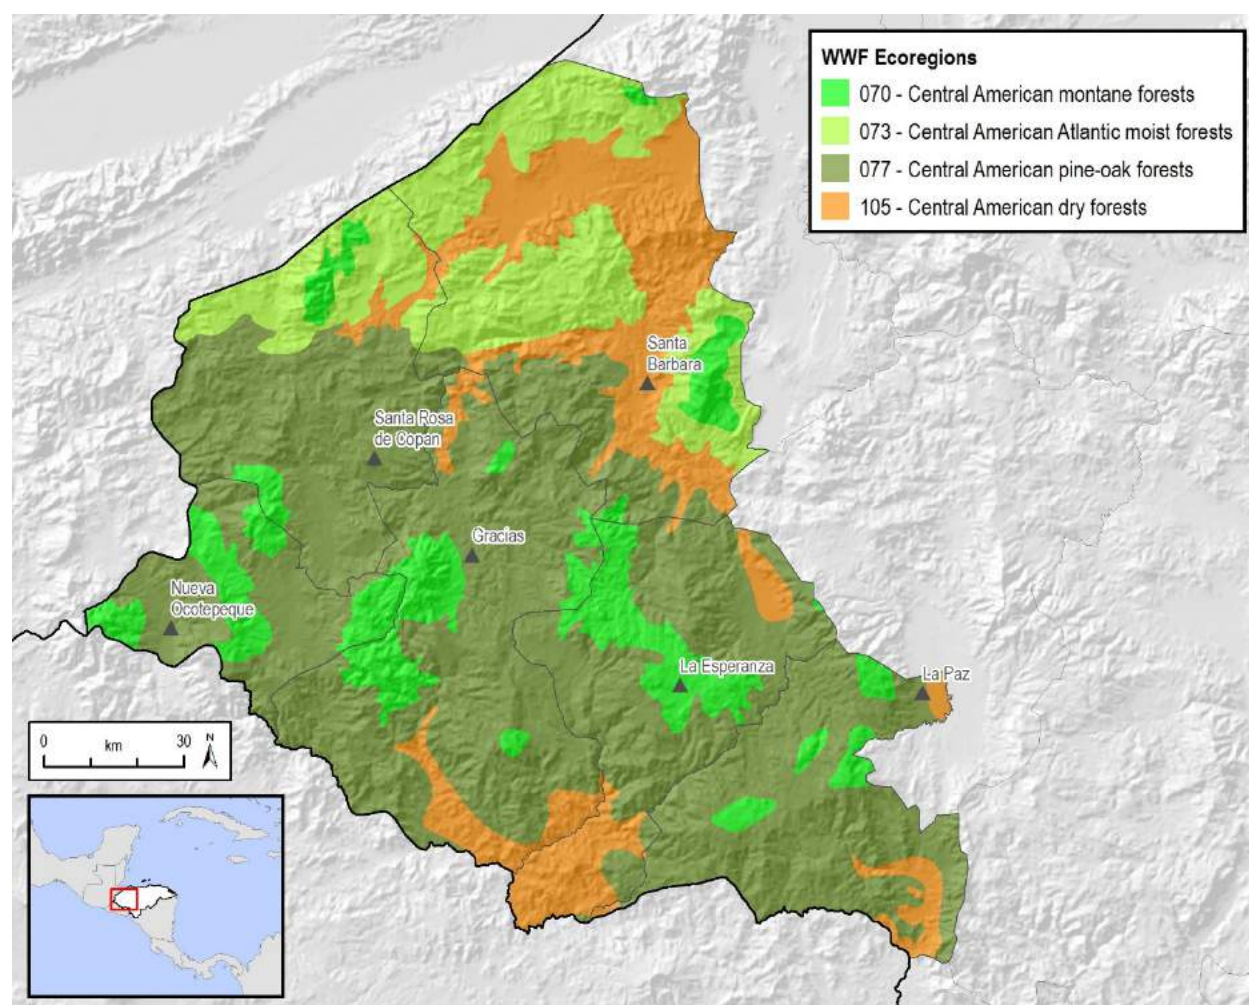 WWF Ecoregions
070 - Central American montane forests
073 - Central American Atlantic moist forests
077 - Central American pine-oak forests
105 - Central American dry forests
Santa
Barbara
Santa Rosa
de Copán
Gracias
Nueva
Ocotepeque
La Esperanza
La Paz
0 km 30 N